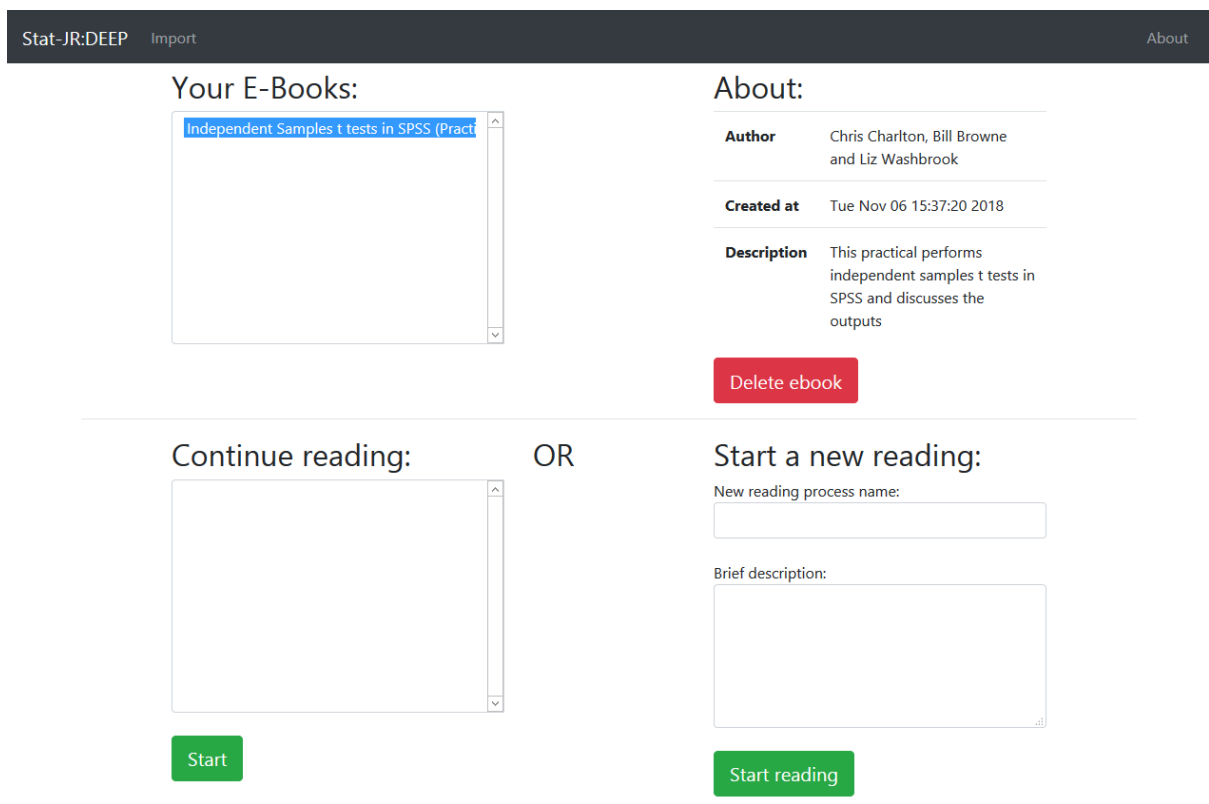 Stat-JR:DEEP Import About
Your E-Books:
Independent Samples t tests in SPSS (Practi
About:
Author Chris Charlton, Bill Browne
and Liz Washbrook
Created at Tue Nov 06 15:37:20 2018
Description This practical performs
independent samples t tests in
SPSS and discusses the
outputs
Delete ebook
Continue reading:
Start
OR
Start a new reading:
New reading process name:
Brief description:
Start reading